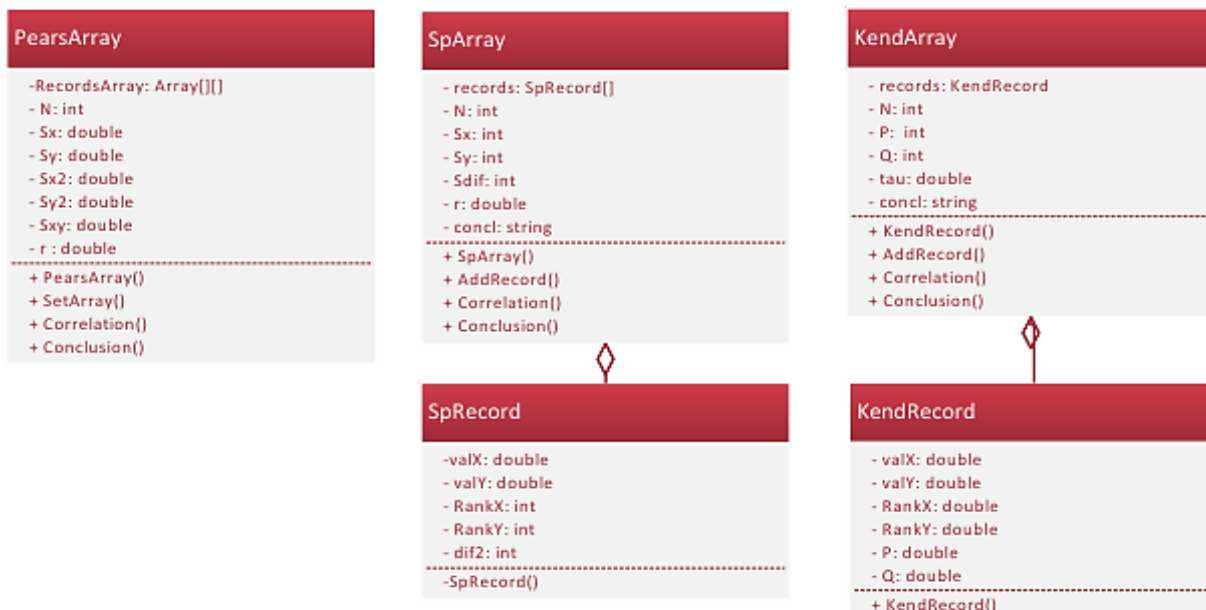 PearsArray
-RecordsArray: Array[][]
- N: int
- Sx: double
- Sy: double
- Sx2: double
- Sy2: double
- Sxy: double
- r : double
+ PearsArray()
+ SetArray()
+ Correlation()
+ Conclusion()
SpArray
- records: SpRecord[]
- N: int
- Sx: int
- Sy: int
- Sdif: int
- r: double
- concl: string
+ SpArray()
+ AddRecord()
+ Correlation()
+ Conclusion()
KendArray
- records: KendRecord
- N: int
- P:  int
- Q: int
- tau: double
- concl: string
+ KendRecord()
+ AddRecord()
+ Correlation()
+ Conclusion()
SpRecord
-valX: double
- valY: double
- RankX: int
- RankY: int
- dif2: int
-SpRecord()
KendRecord
- valX: double
- valY: double
- RankX: double
- RankY: double
- P: double
- Q: double
+ KendRecord()